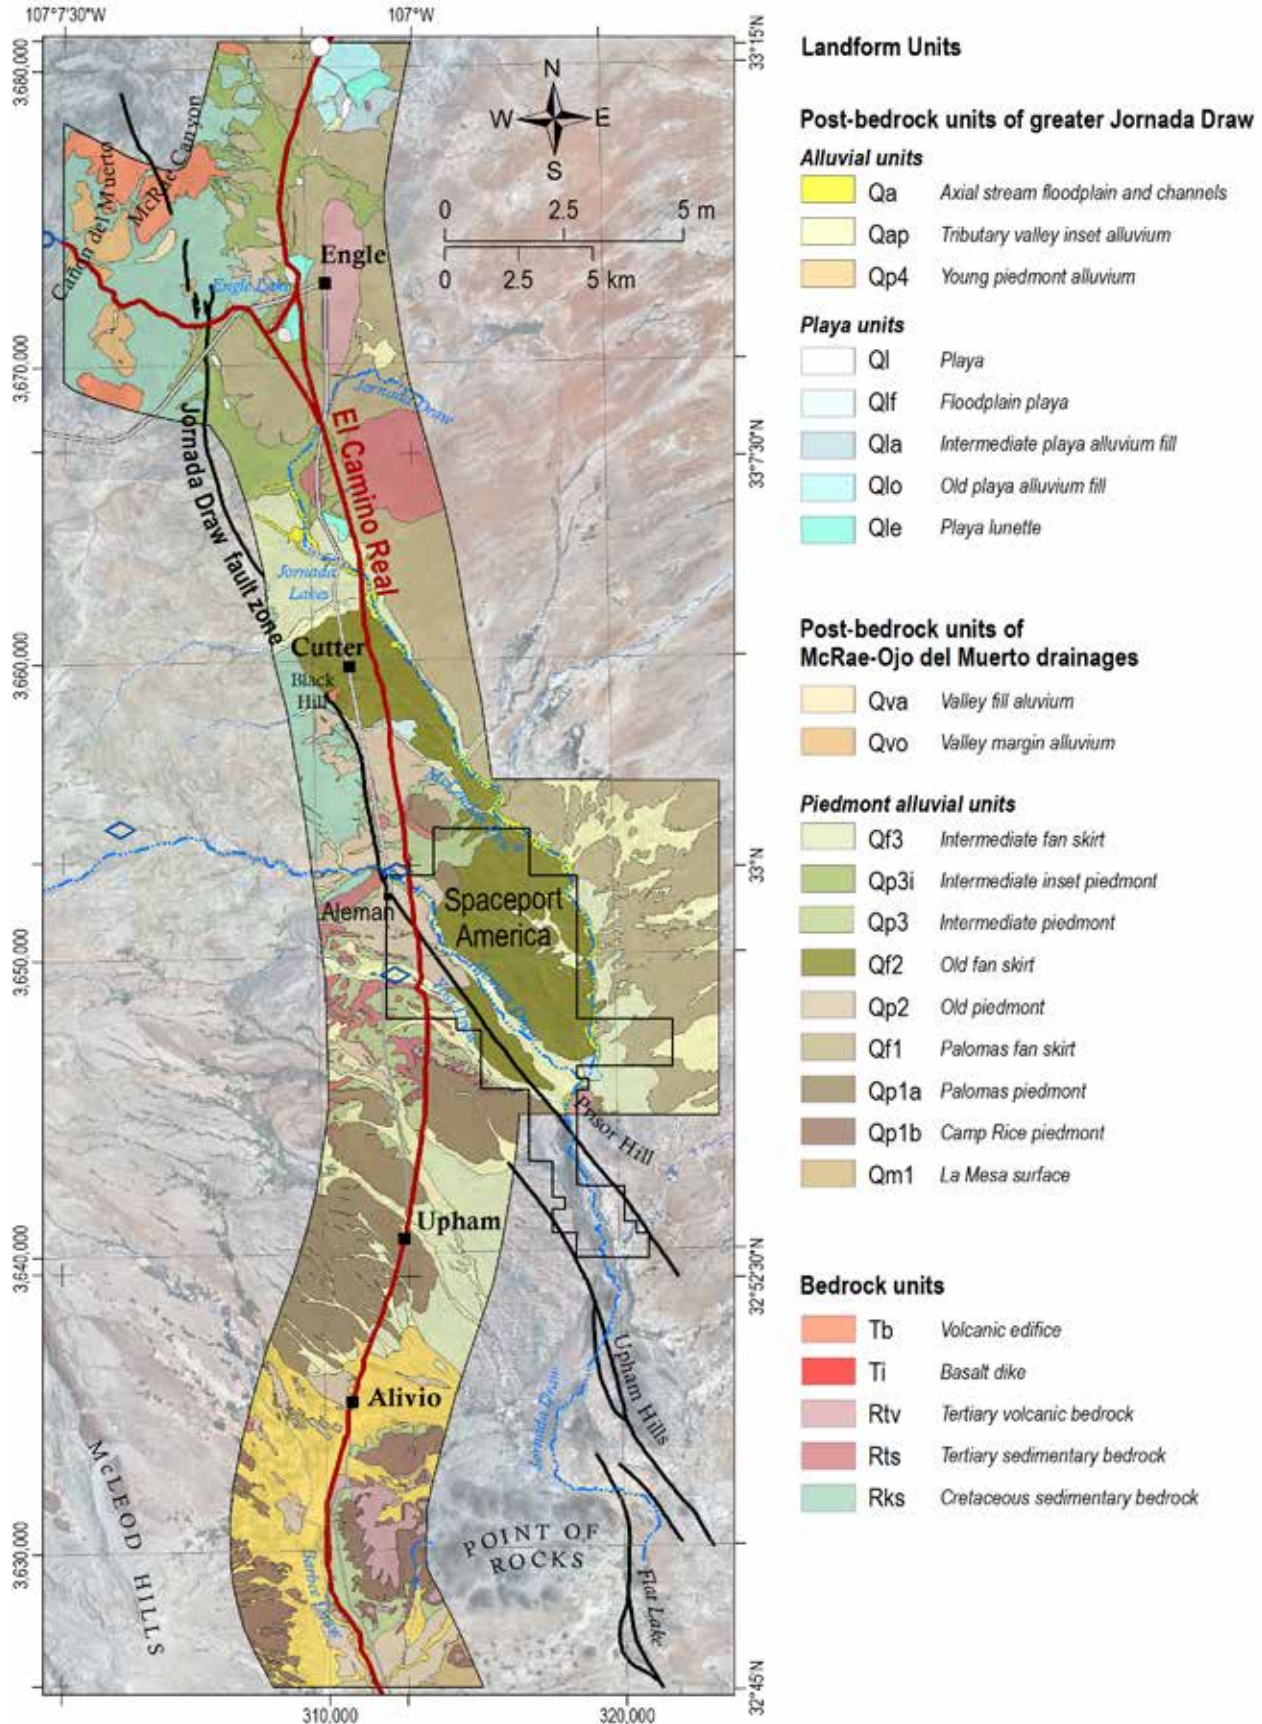 107°7'30"W
107°W
33°15'N
3,680,000
N
W
E
S
McRae Canyon
Cañon del Muerto
0 2.5 5 m
0 2.5 5 km
Engle
Engle Lake
3,670,000
Jornada Draw
El Camino Real
33°7'30"N
Jornada Draw fault zone
Jornada
Lakes
Cutter
3,660,000
Black
Hill
33°N
Spaceport
America
Aleman
3,650,000
Aleman Draw
Yost Draw
Prisor Hill
Upham
3,640,000
32°52'30"N
Upham Hills
Jornada Draw
Alivio
McLEOD HILLS
POINT OF
ROCKS
3,630,000
Barbee Draw
Flat Lake
32°45'N
310,000
320,000
Landform Units
Post-bedrock units of greater Jornada Draw
Alluvial units
Qa Axial stream floodplain and channels
Qap Tributary valley inset alluvium
Qp4 Young piedmont alluvium
Playa units
Ql Playa
Qlf Floodplain playa
Qla Intermediate playa alluvium fill
Qlo Old playa alluvium fill
Qle Playa lunette
Post-bedrock units of
McRae-Ojo del Muerto drainages
Qva Valley fill aluvium
Qvo Valley margin alluvium
Piedmont alluvial units
Qf3 Intermediate fan skirt
Qp3i Intermediate inset piedmont
Qp3 Intermediate piedmont
Qf2 Old fan skirt
Qp2 Old piedmont
Qf1 Palomas fan skirt
Qp1a Palomas piedmont
Qp1b Camp Rice piedmont
Qm1 La Mesa surface
Bedrock units
Tb Volcanic edifice
Ti Basalt dike
Rtv Tertiary volcanic bedrock
Rts Tertiary sedimentary bedrock
Rks Cretaceous sedimentary bedrock